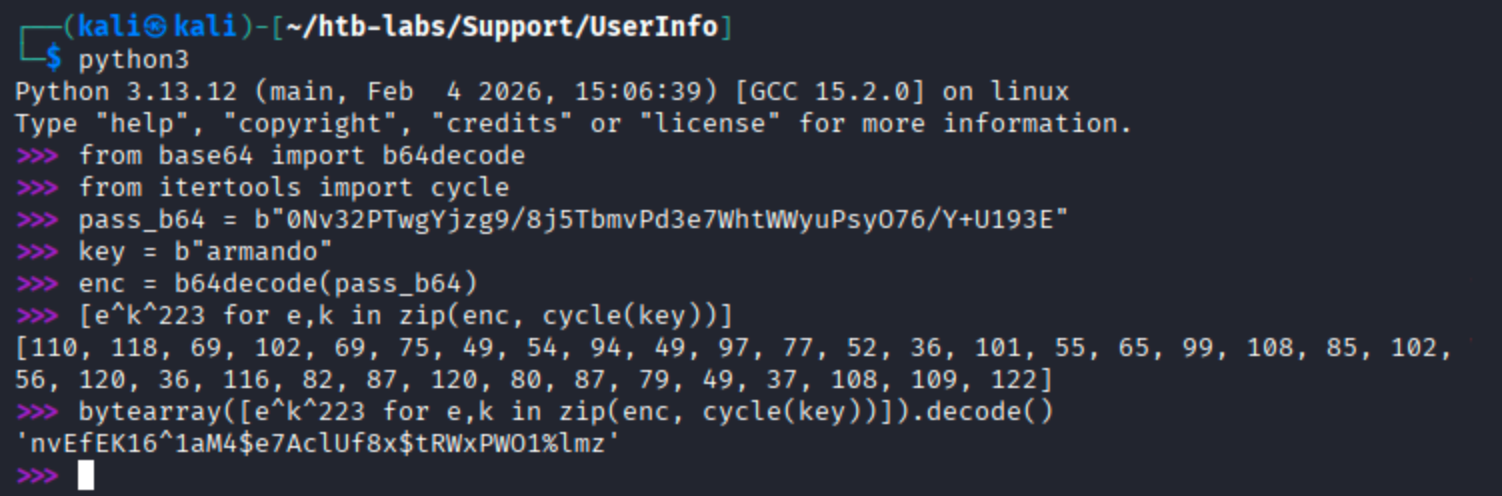 ┌──(kali㉿kali)-[~/htb-labs/Support/UserInfo]
└─$ python3
Python 3.13.12 (main, Feb  4 2026, 15:06:39) [GCC 15.2.0] on linux
Type "help", "copyright", "credits" or "license" for more information.
>>> from base64 import b64decode
>>> from itertools import cycle
>>> pass_b64 = b"0Nv32PTwgYjzg9/8j5TbmvPd3e7WhtWWyuPsyO76/Y+U193E"
>>> key = b"armando"
>>> enc = b64decode(pass_b64)
>>> [e^k^223 for e,k in zip(enc, cycle(key))]
[110, 118, 69, 102, 69, 75, 49, 54, 94, 49, 97, 77, 52, 36, 101, 55, 65, 99, 108, 85, 102,
56, 120, 36, 116, 82, 87, 120, 80, 87, 79, 49, 37, 108, 109, 122]
>>> bytearray([e^k^223 for e,k in zip(enc, cycle(key))]).decode()
'nvEfEK16^1aM4$e7AclUf8x$tRWxPWO1%lmz'
>>>